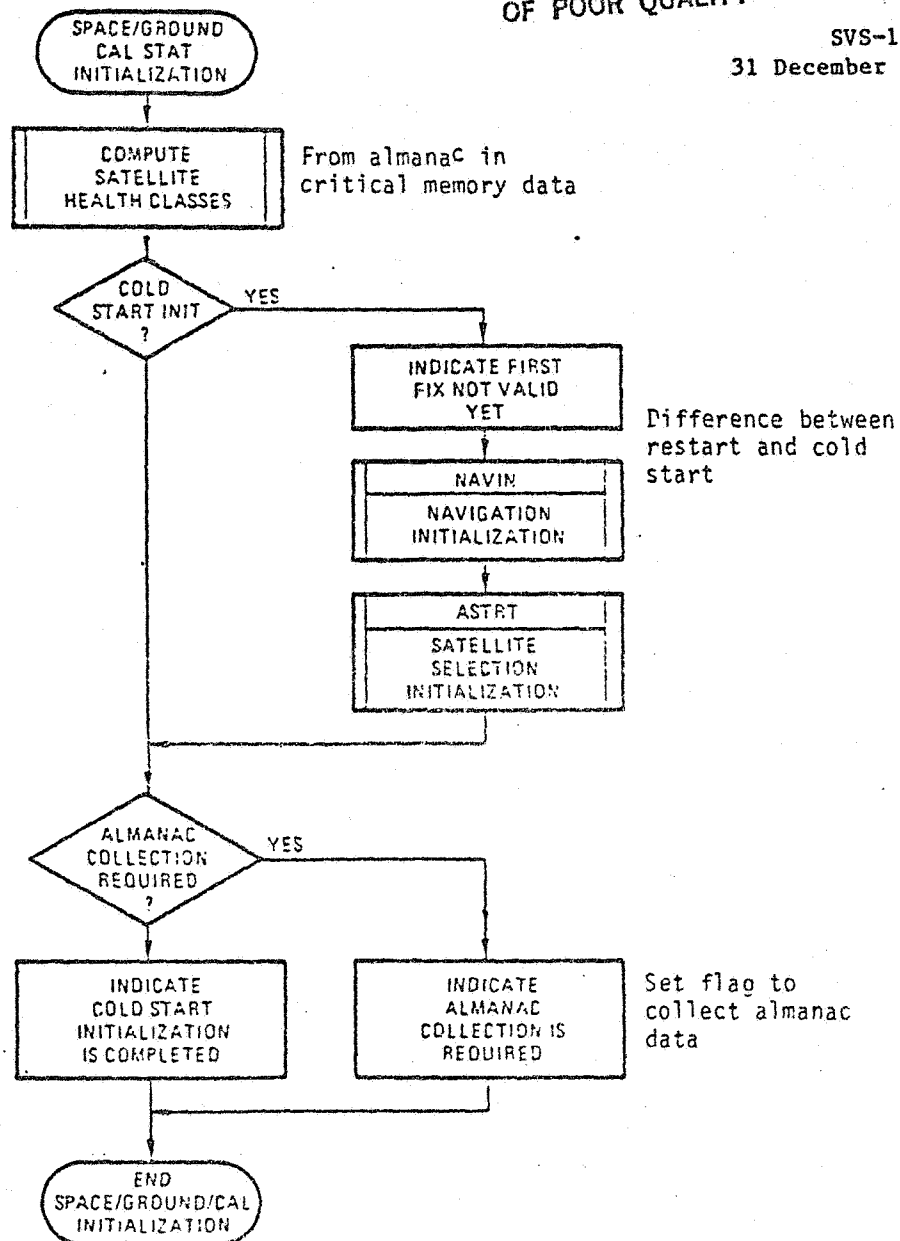 OF POOR
SVS-1
31 December
SPACE/GROUND
CAL STAT
INITIALIZATION
COMPUTE
SATELLITE
HEALTH CLASSES
From almanac in
critical memory data
COLD
START INIT
?
YES
INDICATE FIRST
FIX NOT VALID
YET
Difference between
restart and cold
start
NAVIN
NAVIGATION
INITIALIZATION
ASTRT
SATELLITE
SELECTION
INITIALIZATION
ALMANAC
COLLECTION
REQUIRED
?
YES
INDICATE
COLD START
INITIALIZATION
IS COMPLETED
INDICATE
ALMANAC
COLLECTION IS
REQUIRED
Set flag to
collect almanac
data
END
SPACE/GROUND/CAL
INITIALIZATION